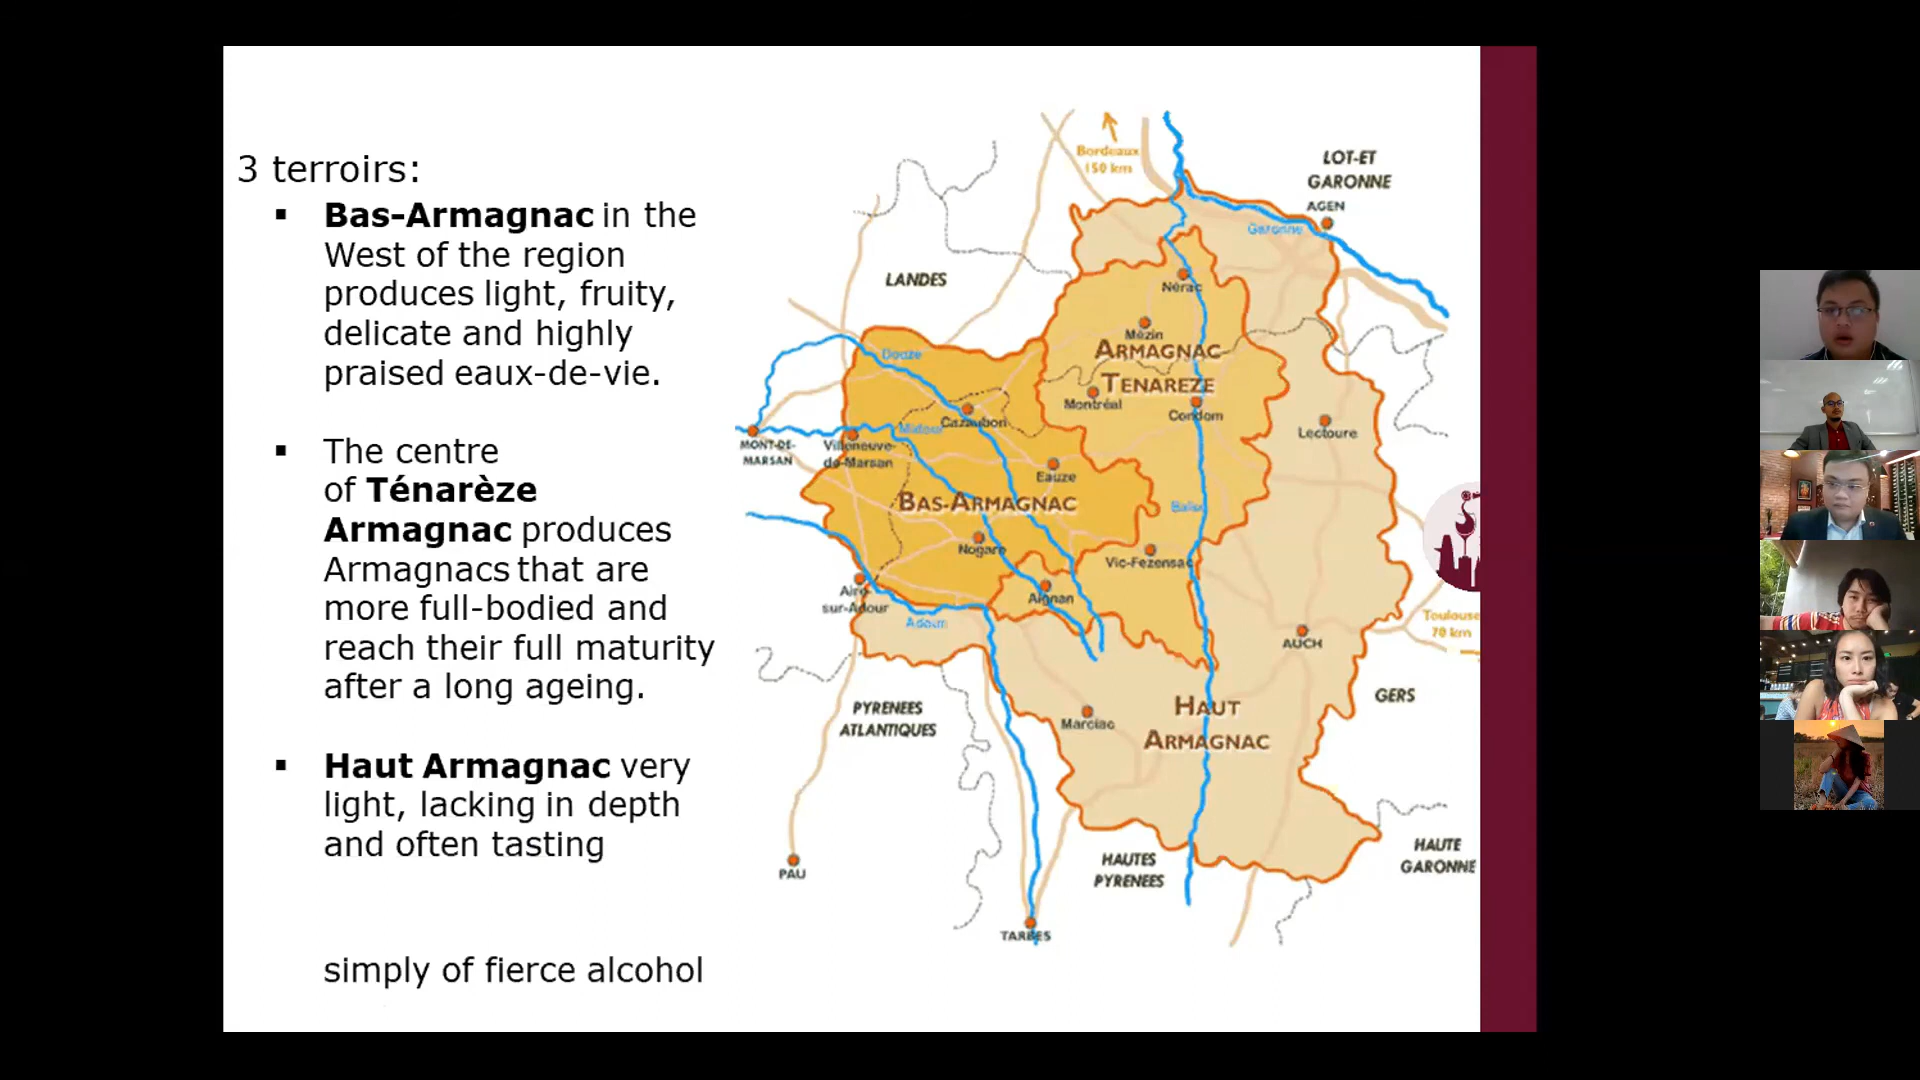 3 terroirs:
▪ Bas-Armagnac in the
West of the region
produces light, fruity,
delicate and highly
praised eaux-de-vie.
▪ The centre
of Ténarèze
Armagnac produces
Armagnacs that are
more full-bodied and
reach their full maturity
after a long ageing.
▪ Haut Armagnac very
light, lacking in depth
and often tasting
simply of fierce alcohol
Bordeaux
150 km
LOT-ET
GARONNE
AGEN
Garonne
LANDES
Nérac
Mézin
ARMAGNAC
TENAREZE
Douze
Montréal
Condom
Cazaubon
Midour
Lectoure
MONT-DE-
MARSAN
Villeneuve-
de-Marsan
Eauze
BAS-ARMAGNAC
Baïse
Nogaro
Vic-Fezensac
Aire-
sur-Adour
Aignan
Adour
Toulouse
70 km
AUCH
GERS
PYRENEES
ATLANTIQUES
Marciac
HAUT
ARMAGNAC
HAUTES
PYRENEES
HAUTE
GARONNE
PAU
TARBES